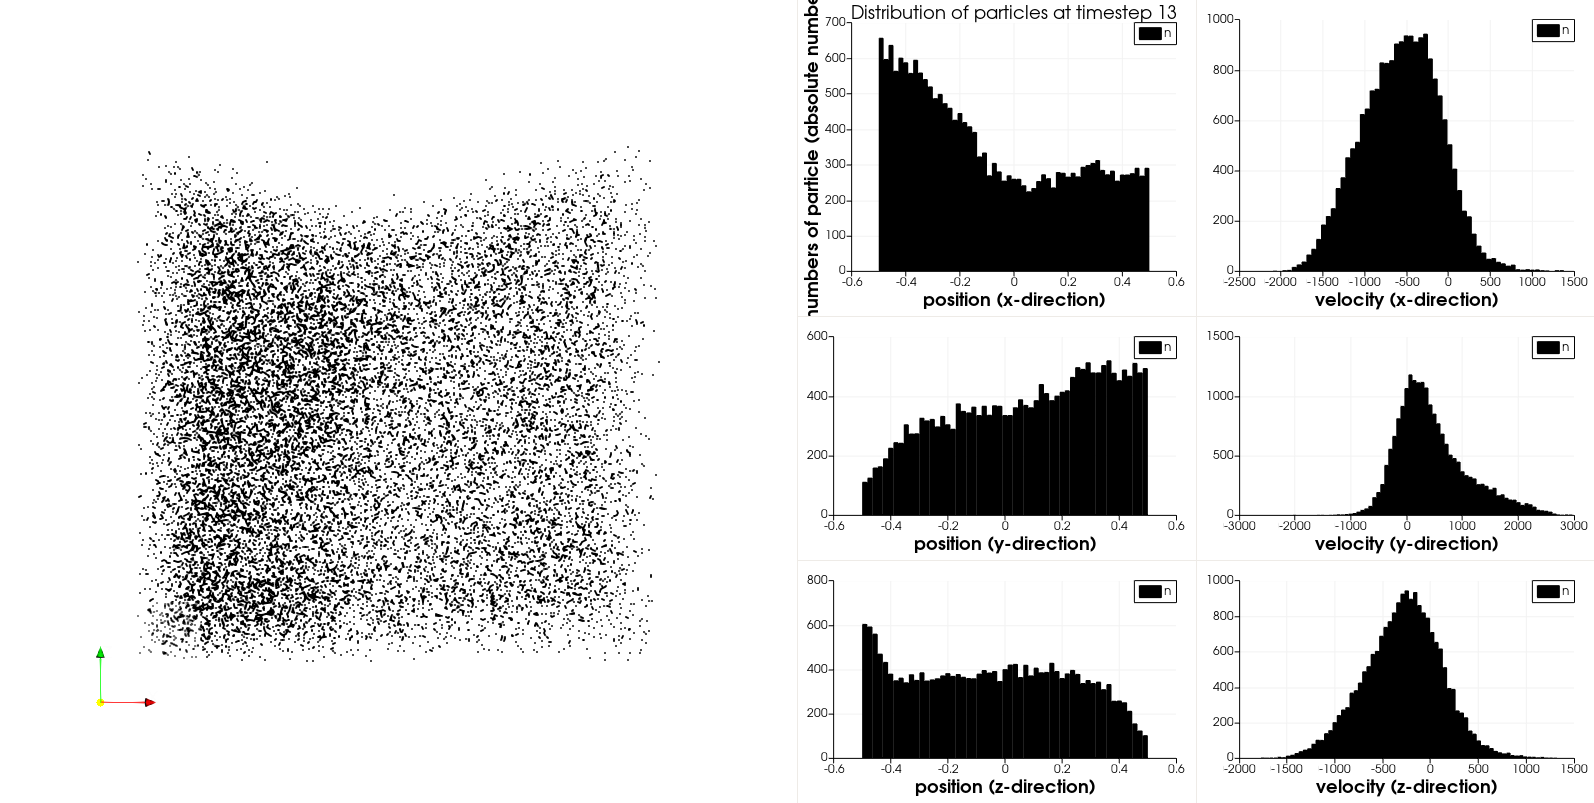 Distribution of particles at timestep 13
numbers of particle (absolute numbe
700
600
500
400
300
200
100
0
-0.6 -0.4 -0.2 0 0.2 0.4 0.6
position (x-direction)
n
1000
800
600
400
200
0
-2500 -2000 -1500 -1000 -500 0 500 1000 1500
velocity (x-direction)
n
600
400
200
0
-0.6 -0.4 -0.2 0 0.2 0.4 0.6
position (y-direction)
n
1500
1000
500
0
-3000 -2000 -1000 0 1000 2000 3000
velocity (y-direction)
n
800
600
400
200
0
-0.6 -0.4 -0.2 0 0.2 0.4 0.6
position (z-direction)
n
1000
800
600
400
200
0
-2000 -1500 -1000 -500 0 500 1000 1500
velocity (z-direction)
n